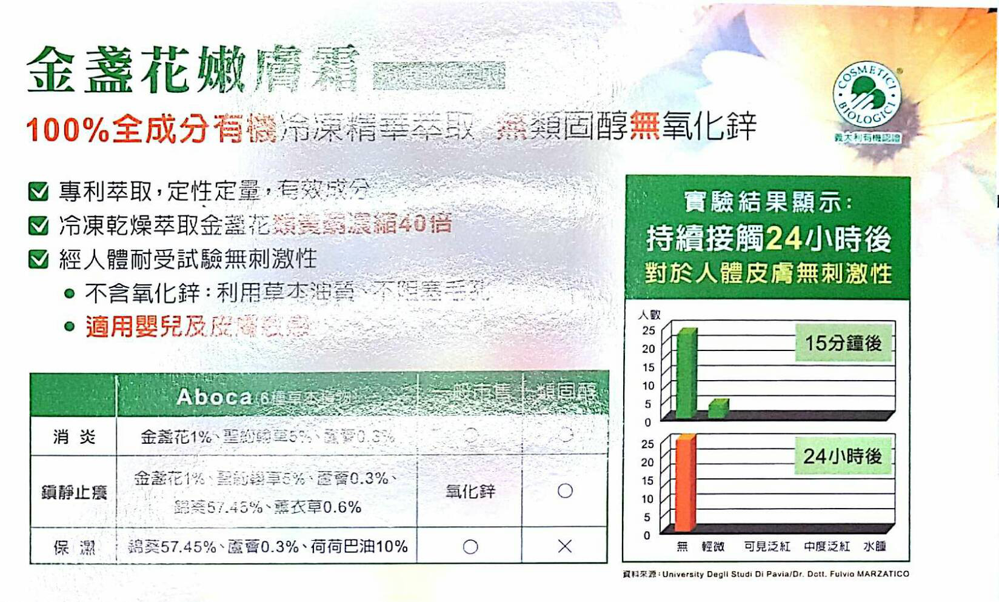 金盞花嫩膚霜
100%全成分有機冷凍精華萃取 無類固醇無氧化鋅
COSMETICI BIOLOGICI ®
義大利有機認證
專利萃取,定性定量,有效成分
冷凍乾燥萃取金盞花類黃酮濃縮40倍
經人體耐受試驗無刺激性
不含氧化鋅:利用草本油質、不阻塞毛孔
適用嬰兒及皮膚敏感
Aboca(6種草本植物) 一般市售 類固醇
消炎 金盞花1%、聖約翰草5%、蘆薈0.3% ○ ○
鎮靜止癢 金盞花1%、聖約翰草5%、蘆薈0.3%、
錦葵57.45%、薰衣草0.6% 氧化鋅 ○
保濕 錦葵57.45%、蘆薈0.3%、荷荷巴油10% ○ ×
實驗結果顯示:
持續接觸24小時後
對於人體皮膚無刺激性
人數
25
20
15
10
5
0
15分鐘後
25
20
15
10
5
0
24小時後
無 輕微 可見泛紅 中度泛紅 水腫
資料來源:University Degli Studi Di Pavia/Dr. Dott. Fulvio MARZATICO